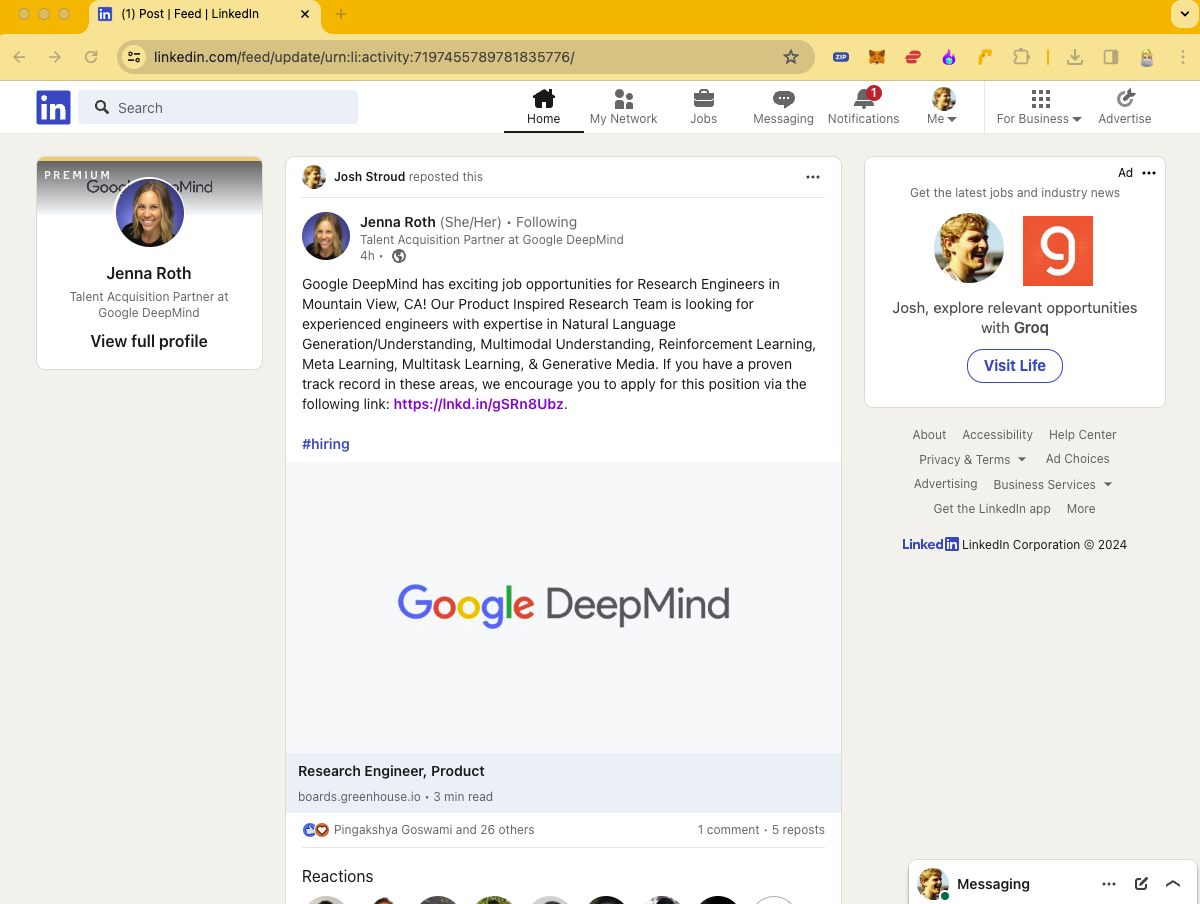 (1) Post | Feed | LinkedIn
linkedin.com/feed/update/urn:li:activity:7197455789781835776/
ZIP
in
Search
Home
My Network
Jobs
Messaging
1
Notifications
Me
For Business
Advertise
PREMIUM
Jenna Roth
Talent Acquisition Partner at
Google DeepMind
View full profile
Josh Stroud reposted this
Jenna Roth (She/Her) • Following
Talent Acquisition Partner at Google DeepMind
4h •
Google DeepMind has exciting job opportunities for Research Engineers in
Mountain View, CA! Our Product Inspired Research Team is looking for
experienced engineers with expertise in Natural Language
Generation/Understanding, Multimodal Understanding, Reinforcement Learning,
Meta Learning, Multitask Learning, & Generative Media. If you have a proven
track record in these areas, we encourage you to apply for this position via the
following link: https://lnkd.in/gSRn8Ubz.
#hiring
Google DeepMind
Research Engineer, Product
boards.greenhouse.io • 3 min read
Pingakshya Goswami and 26 others
1 comment • 5 reposts
Reactions
Ad
Get the latest jobs and industry news
g
Josh, explore relevant opportunities
with Groq
Visit Life
About Accessibility Help Center
Privacy & Terms Ad Choices
Advertising Business Services
Get the LinkedIn app More
LinkedIn LinkedIn Corporation © 2024
Messaging